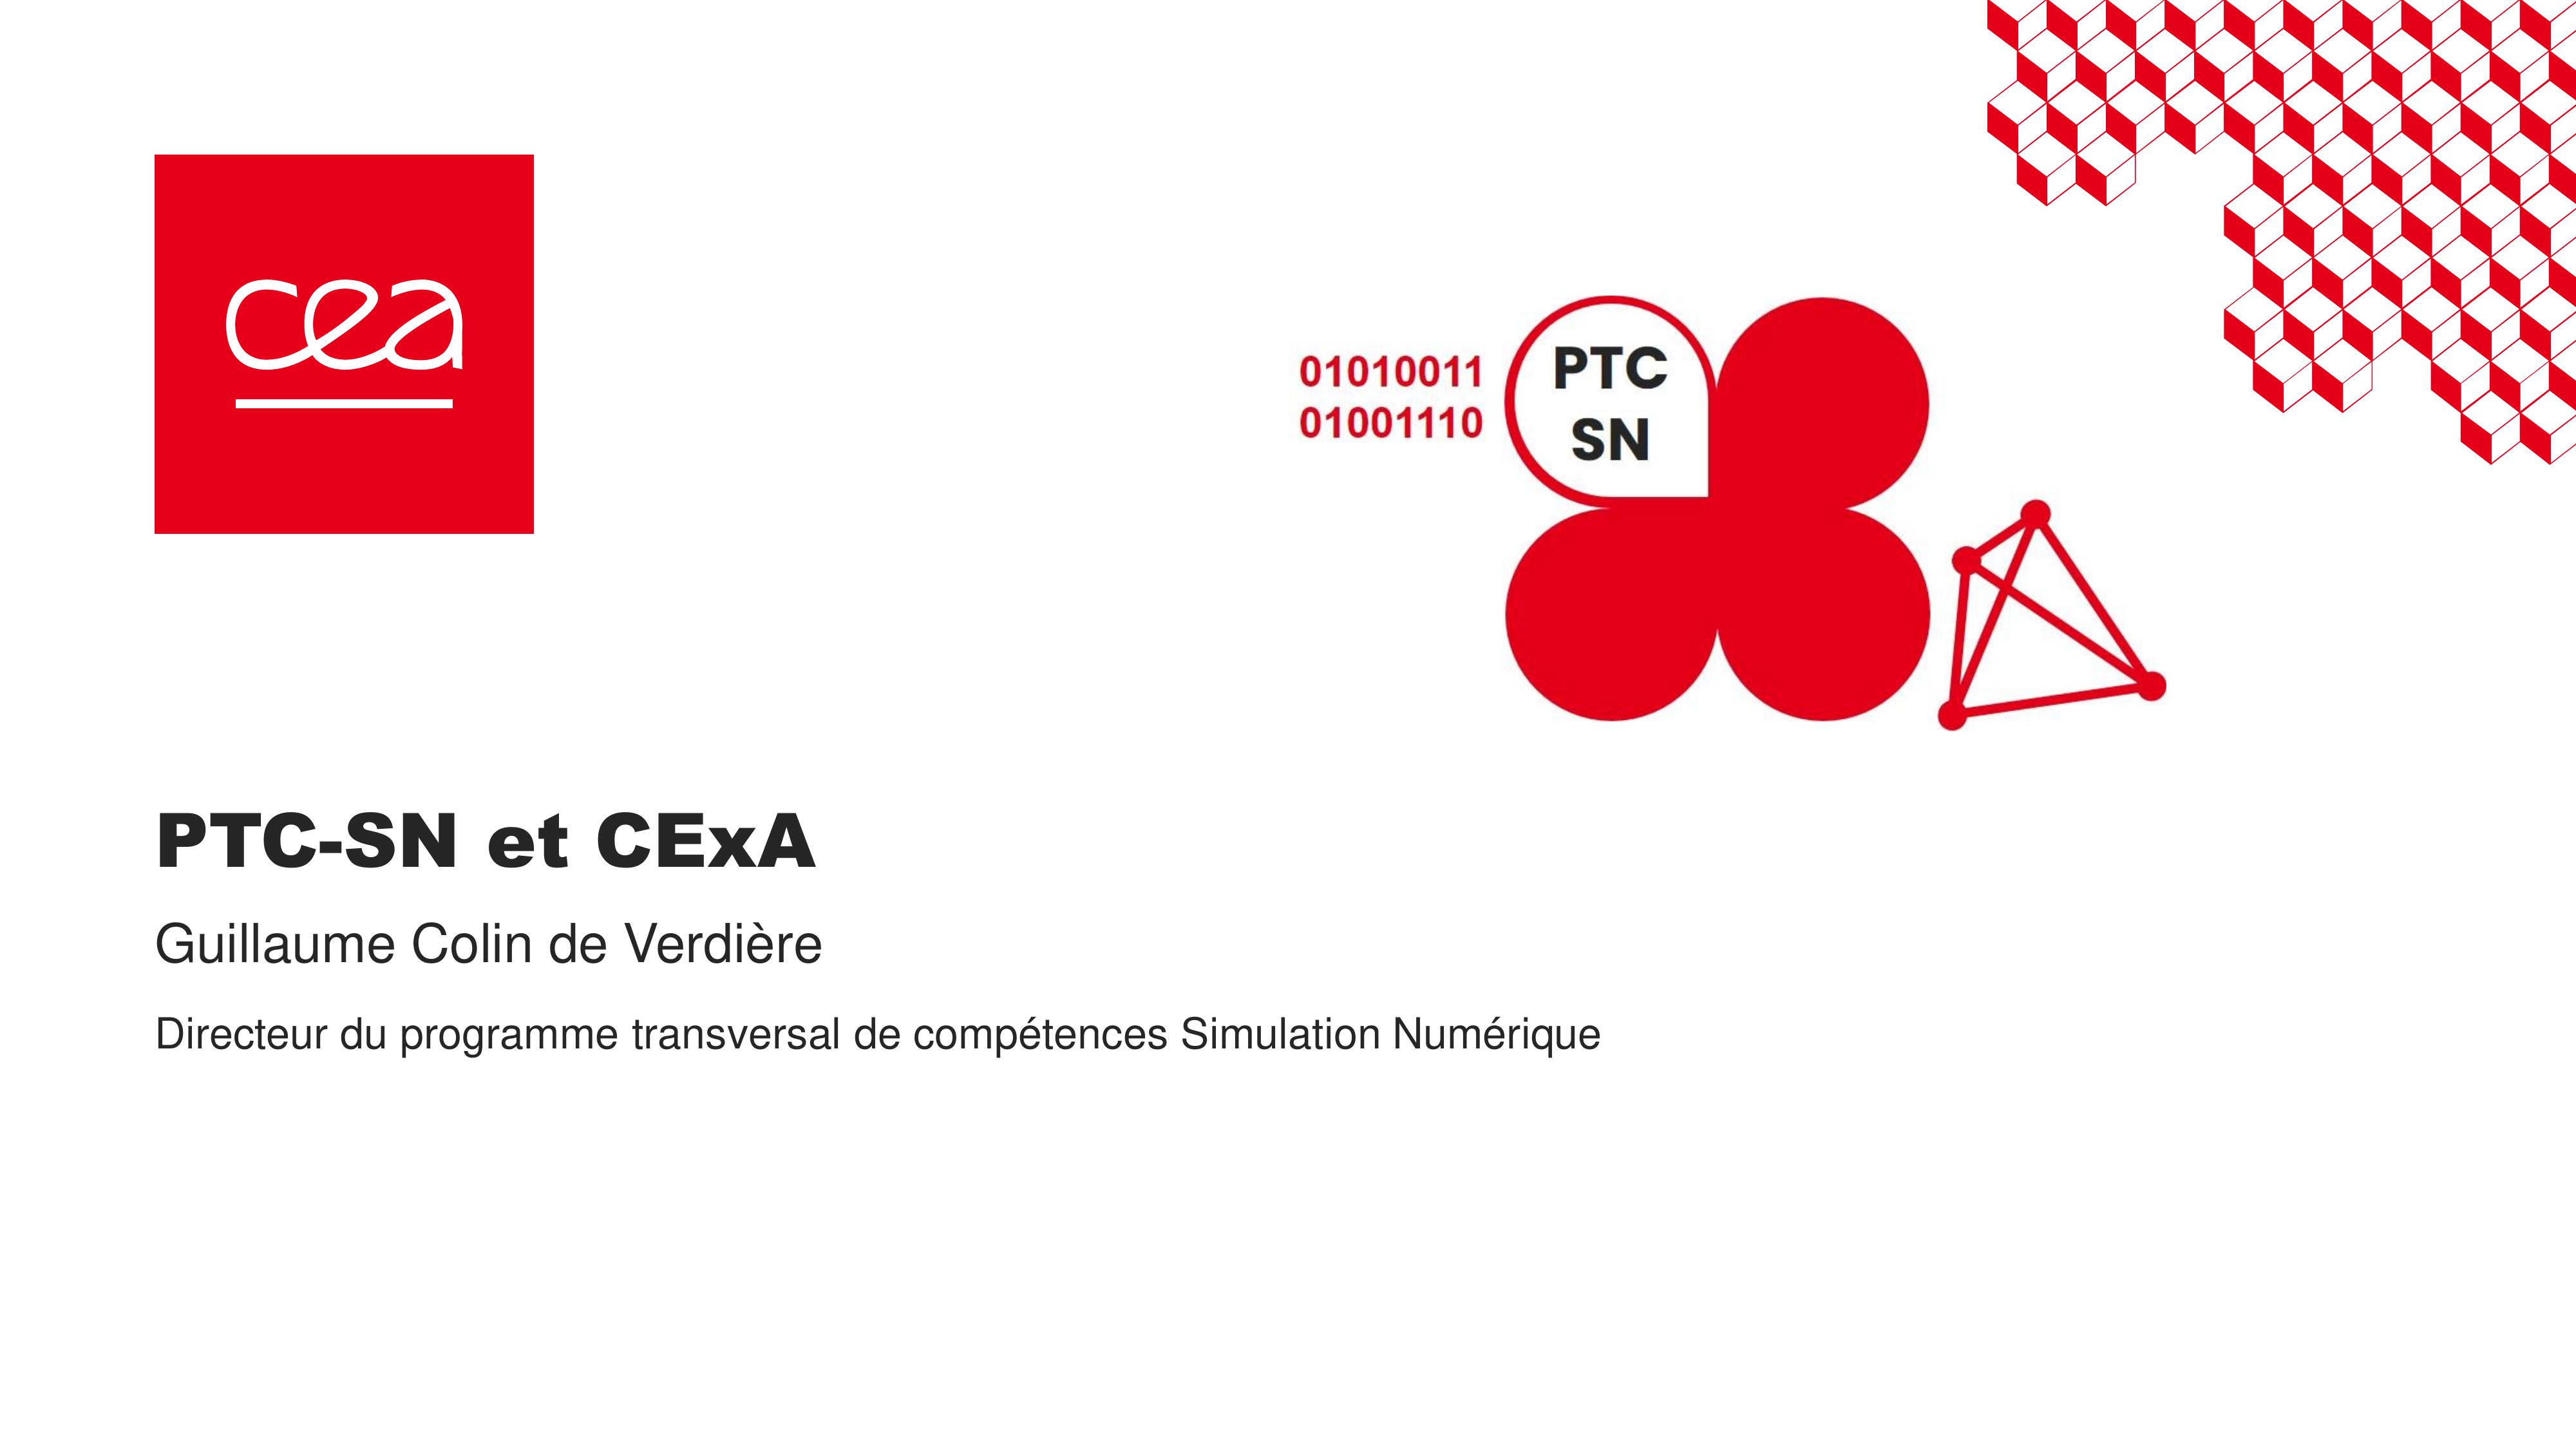 cea
01010011
01001110
PTC
SN
PTC-SN et CExA
Guillaume Colin de Verdière
Directeur du programme transversal de compétences Simulation Numérique